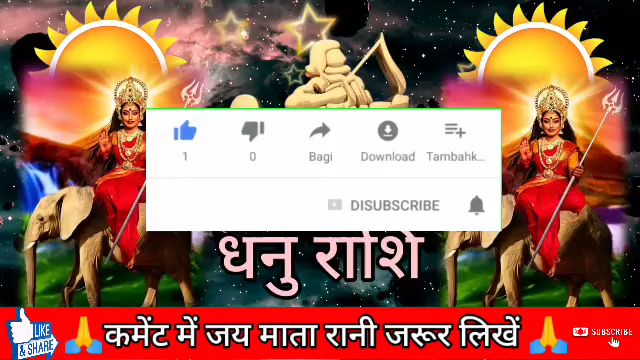 1
0
Bagi
Download
Tambahk...
DISUBSCRIBE
धनु राशि
LIKE
& SHARE
🙏 कमेंट में जय माता रानी जरूर लिखें 🙏
SUBSCRIBE